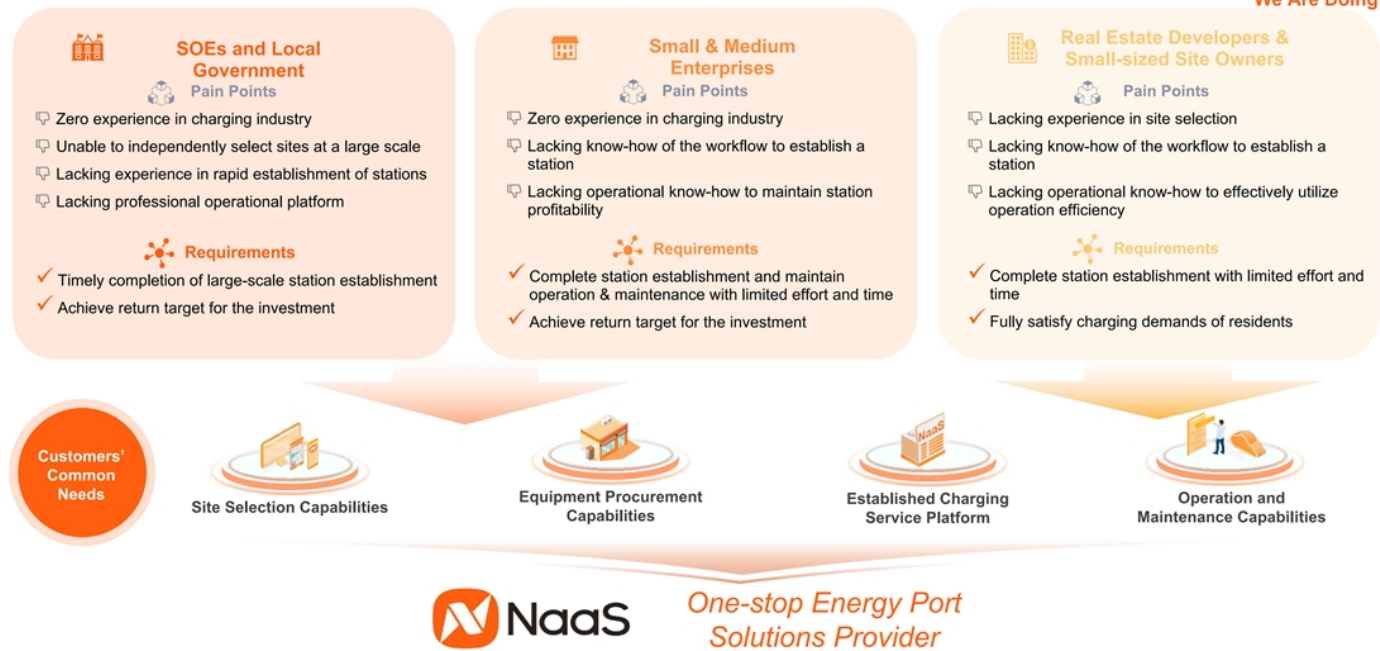 We Are Doing
SOEs and Local
Government
Pain Points
Zero experience in charging industry
Unable to independently select sites at a large scale
Lacking experience in rapid establishment of stations
Lacking professional operational platform
Requirements
Timely completion of large-scale station establishment
Achieve return target for the investment
Small & Medium
Enterprises
Pain Points
Zero experience in charging industry
Lacking know-how of the workflow to establish a
station
Lacking operational know-how to maintain station
profitability
Requirements
Complete station establishment and maintain
operation & maintenance with limited effort and time
Achieve return target for the investment
Real Estate Developers &
Small-sized Site Owners
Pain Points
Lacking experience in site selection
Lacking know-how of the workflow to establish a
station
Lacking operational know-how to effectively utilize
operation efficiency
Requirements
Complete station establishment with limited effort and
time
Fully satisfy charging demands of residents
Customers'
Common
Needs
Site Selection Capabilities
Equipment Procurement
Capabilities
NaaS
Established Charging
Service Platform
Operation and
Maintenance Capabilities
NaaS
One-stop Energy Port
Solutions Provider